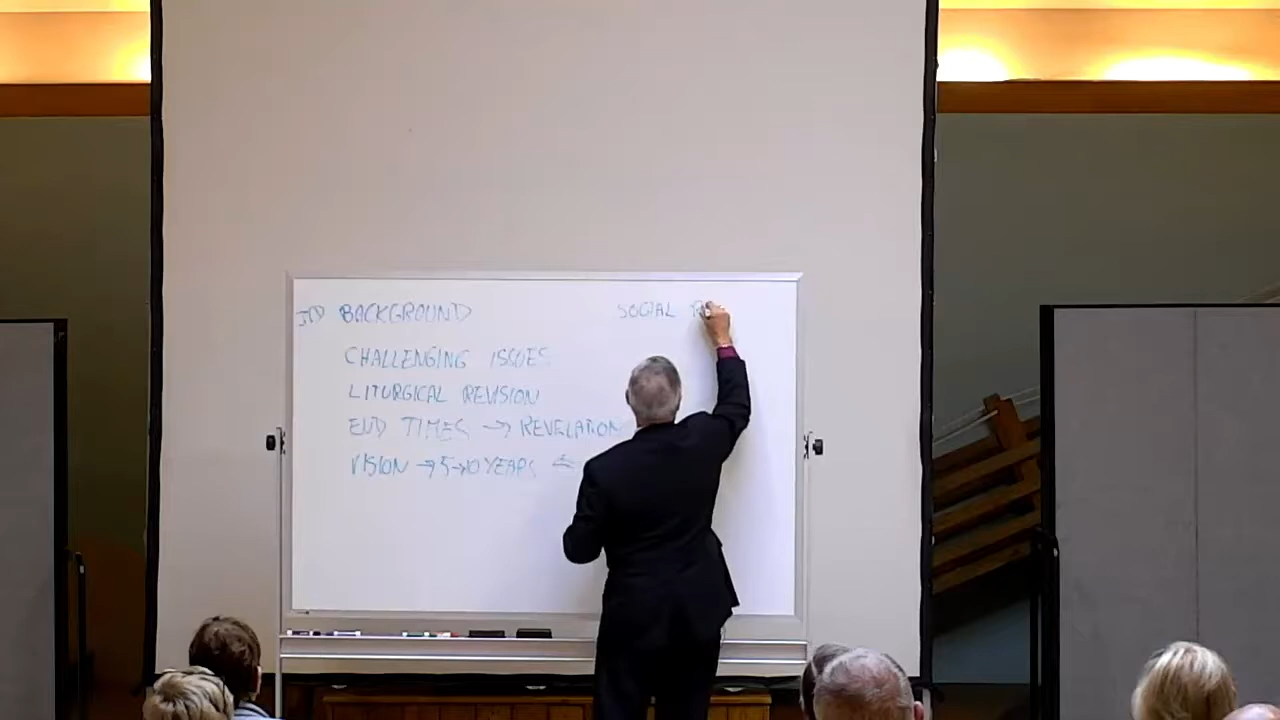 BACKGROUND
CHALLENGING ISSUES
LITURGICAL REVISION
END TIMES → REVELATION
VISION → 5→10 YEARS ←
SOCIAL